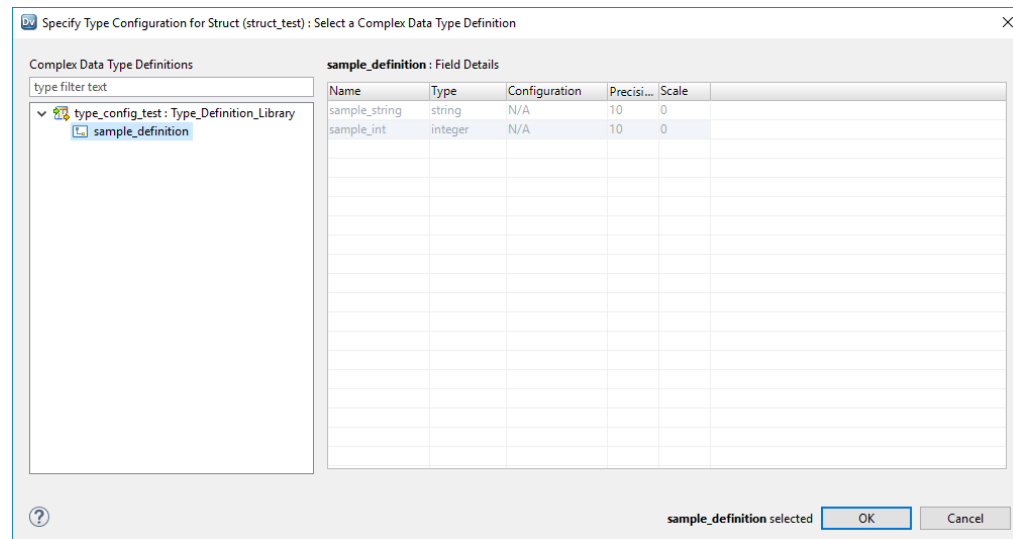 Dv Specify Type Configuration for Struct (struct_test) : Select a Complex Data Type Definition
Complex Data Type Definitions
sample_definition : Field Details
type filter text
Name Type Configuration Precisi... Scale
type_config_test : Type_Definition_Library
sample_string string N/A 10 0
sample_definition
sample_int integer N/A 10 0
sample_definition selected OK Cancel